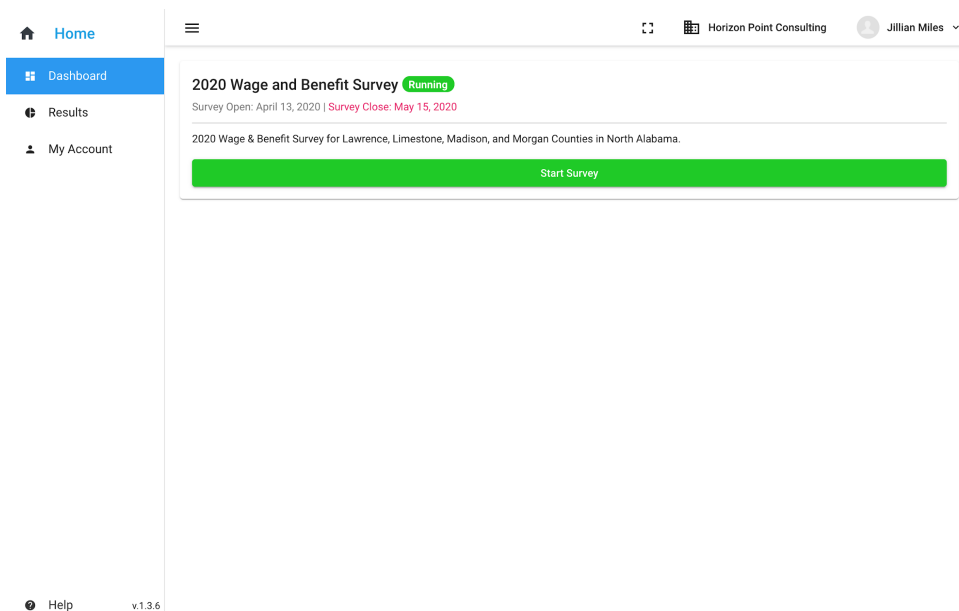 Home
Dashboard
Results
My Account
Help
v.1.3.6
Horizon Point Consulting
Jillian Miles
2020 Wage and Benefit Survey Running
Survey Open: April 13, 2020 | Survey Close: May 15, 2020
2020 Wage & Benefit Survey for Lawrence, Limestone, Madison, and Morgan Counties in North Alabama.
Start Survey